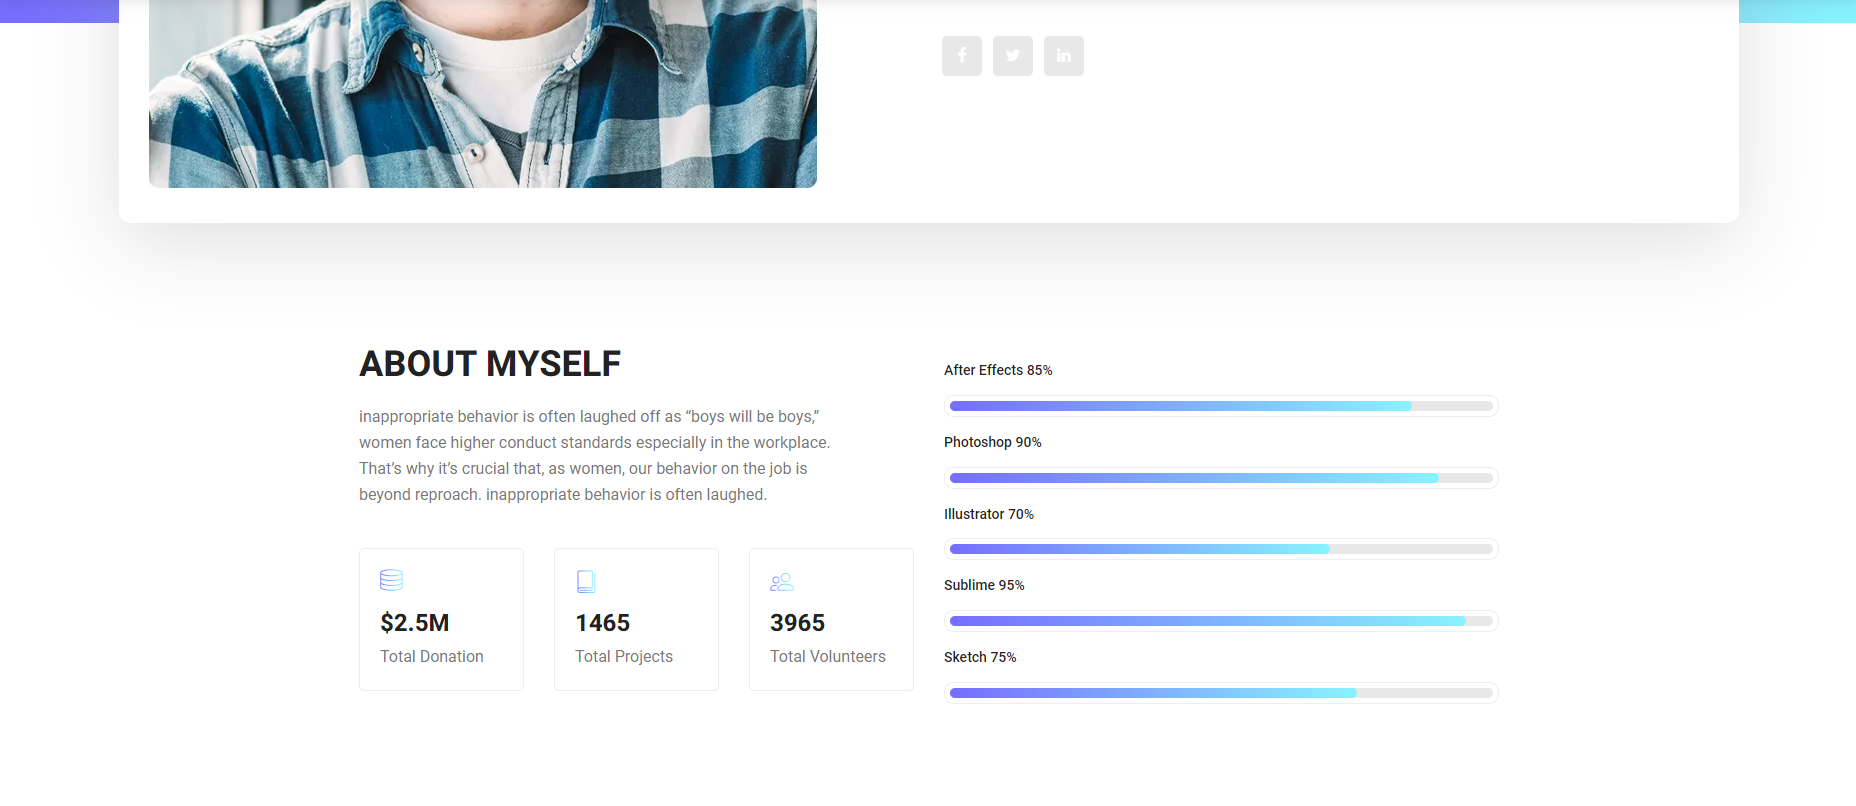 ABOUT MYSELF
inappropriate behavior is often laughed off as “boys will be boys,”
women face higher conduct standards especially in the workplace.
That’s why it’s crucial that, as women, our behavior on the job is
beyond reproach. inappropriate behavior is often laughed.
$2.5M
Total Donation
1465
Total Projects
3965
Total Volunteers
After Effects 85%
Photoshop 90%
Illustrator 70%
Sublime 95%
Sketch 75%